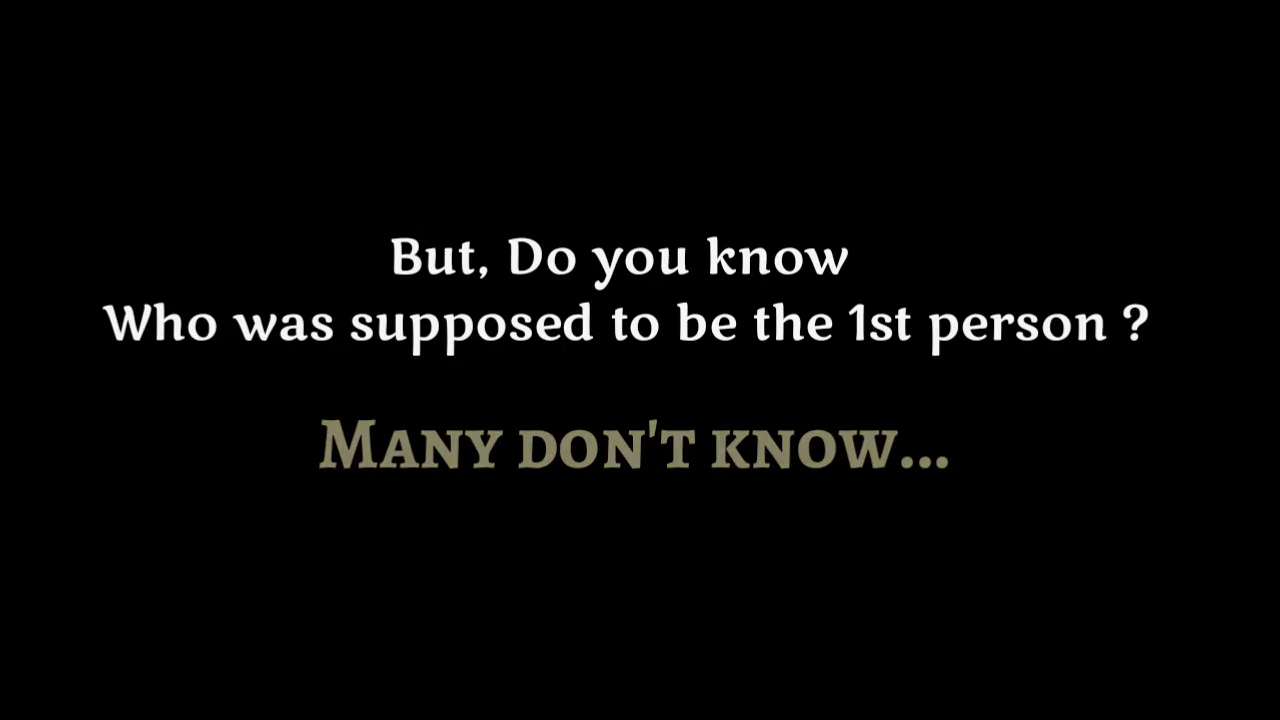 But, Do you know
Who was supposed to be the 1st person ?
Many don't know...